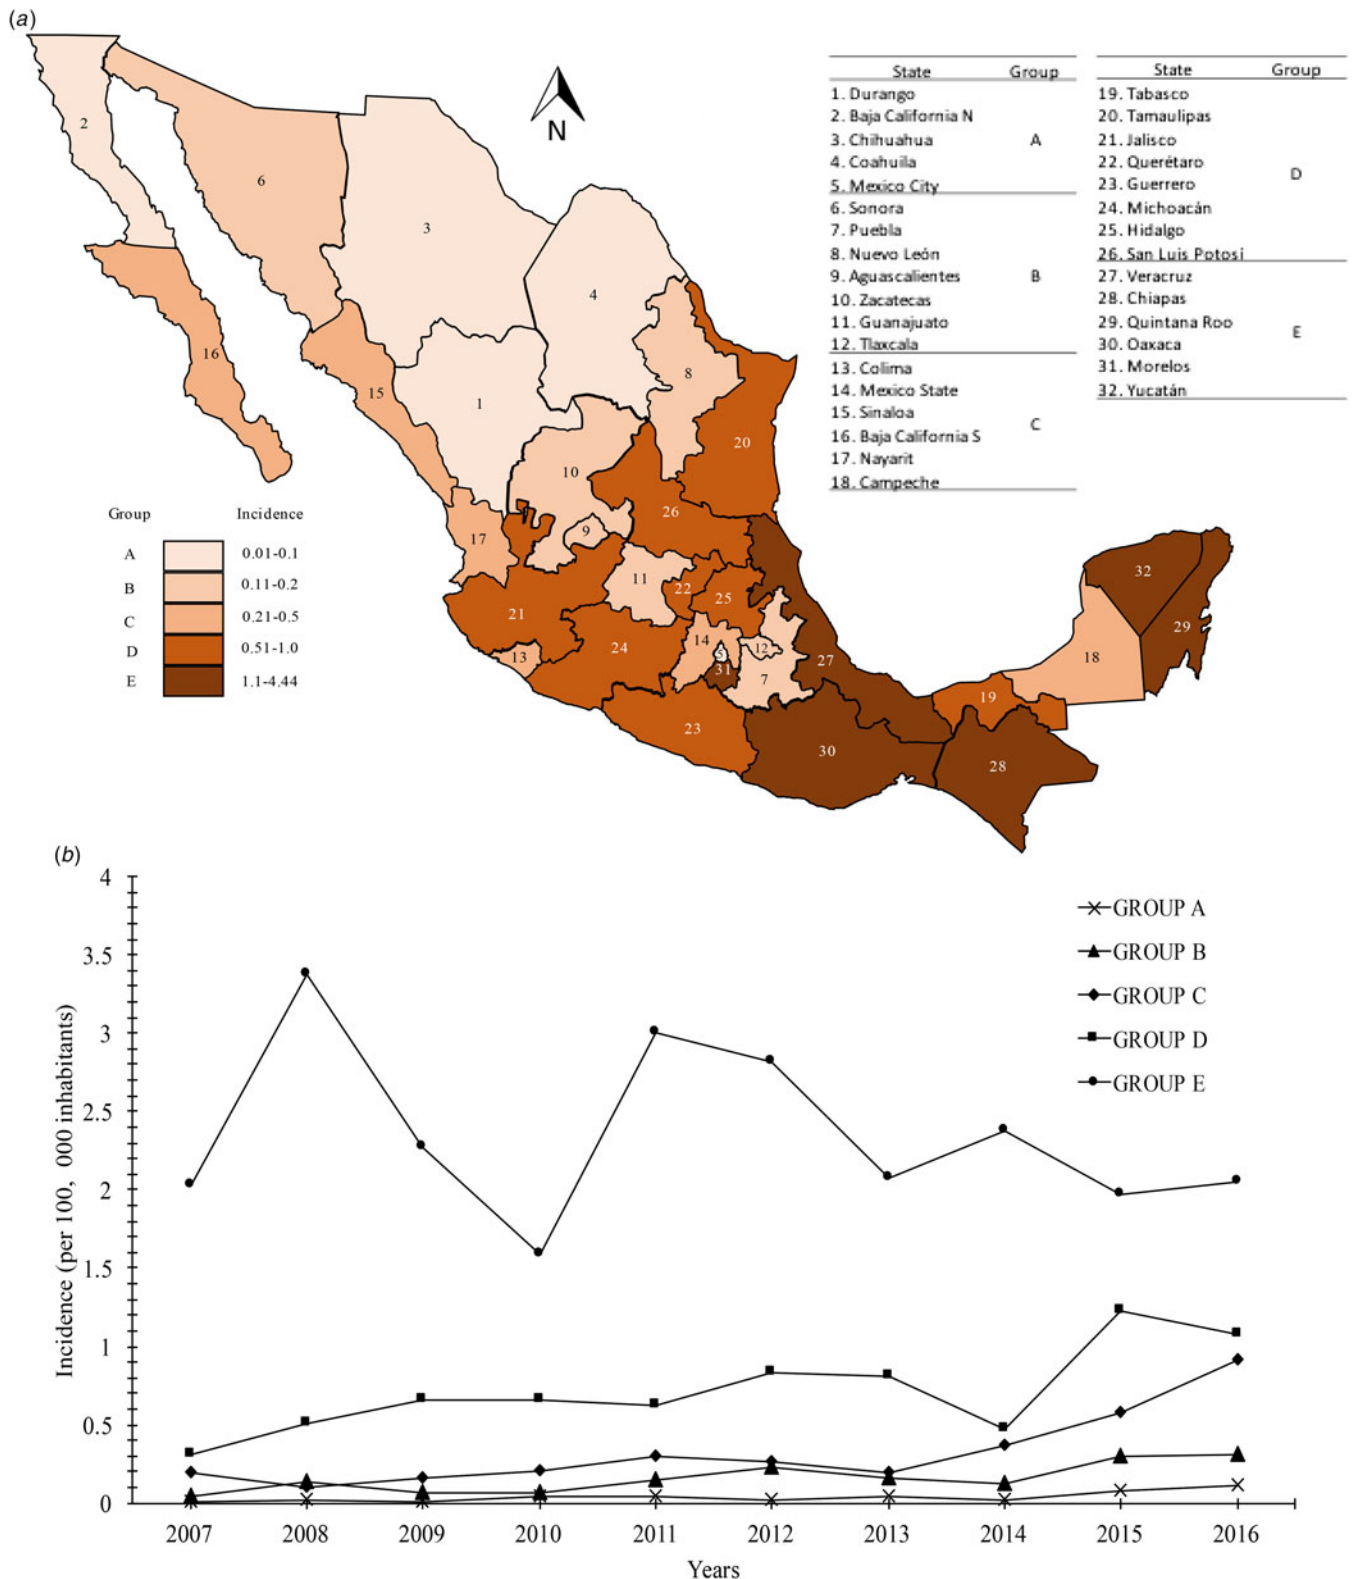 (a)
N
State Group
1. Durango
2. Baja California N
3. Chihuahua
A
4. Coahuila
5. Mexico City
6. Sonora
7. Puebla
8. Nuevo León
9. Aguascalientes
B
10. Zacatecas
11. Guanajuato
12. Tlaxcala
13. Colima
14. Mexico State
15. Sinaloa
C
16. Baja California S
17. Nayarit
18. Campeche
State Group
19. Tabasco
20. Tamaulipas
21. Jalisco
22. Querétaro
D
23. Guerrero
24. Michoacán
25. Hidalgo
26. San Luis Potosí
27. Veracruz
28. Chiapas
29. Quintana Roo
E
30. Oaxaca
31. Morelos
32. Yucatán
2
6
3
4
16
15
1
8
20
10
26
17
9
11
22
25
21
14
12
5
24
13
31
7
27
23
30
32
29
18
19
28
Group Incidence
A 0.01-0.1
B 0.11-0.2
C 0.21-0.5
D 0.51-1.0
E 1.1-4.44
(b)
Incidence (per 100, 000 inhabitants)
4
3.5
3
2.5
2
1.5
1
0.5
0
GROUP A
GROUP B
GROUP C
GROUP D
GROUP E
2007 2008 2009 2010 2011 2012 2013 2014 2015 2016
Years